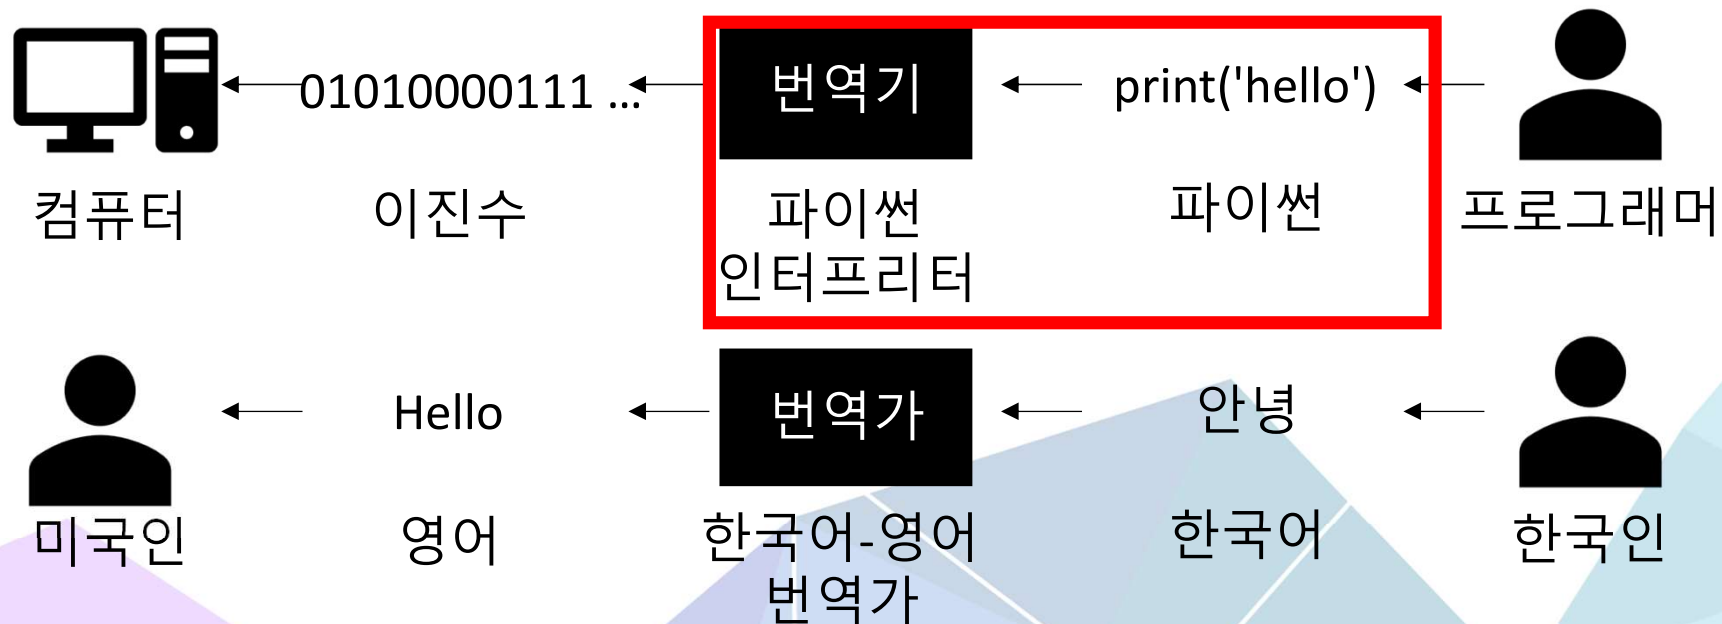 01010000111 ...
번역기
print('hello')
컴퓨터
이진수
파이썬
인터프리터
파이썬
프로그래머
Hello
번역가
안녕
미국인
영어
한국어-영어
번역가
한국어
한국인